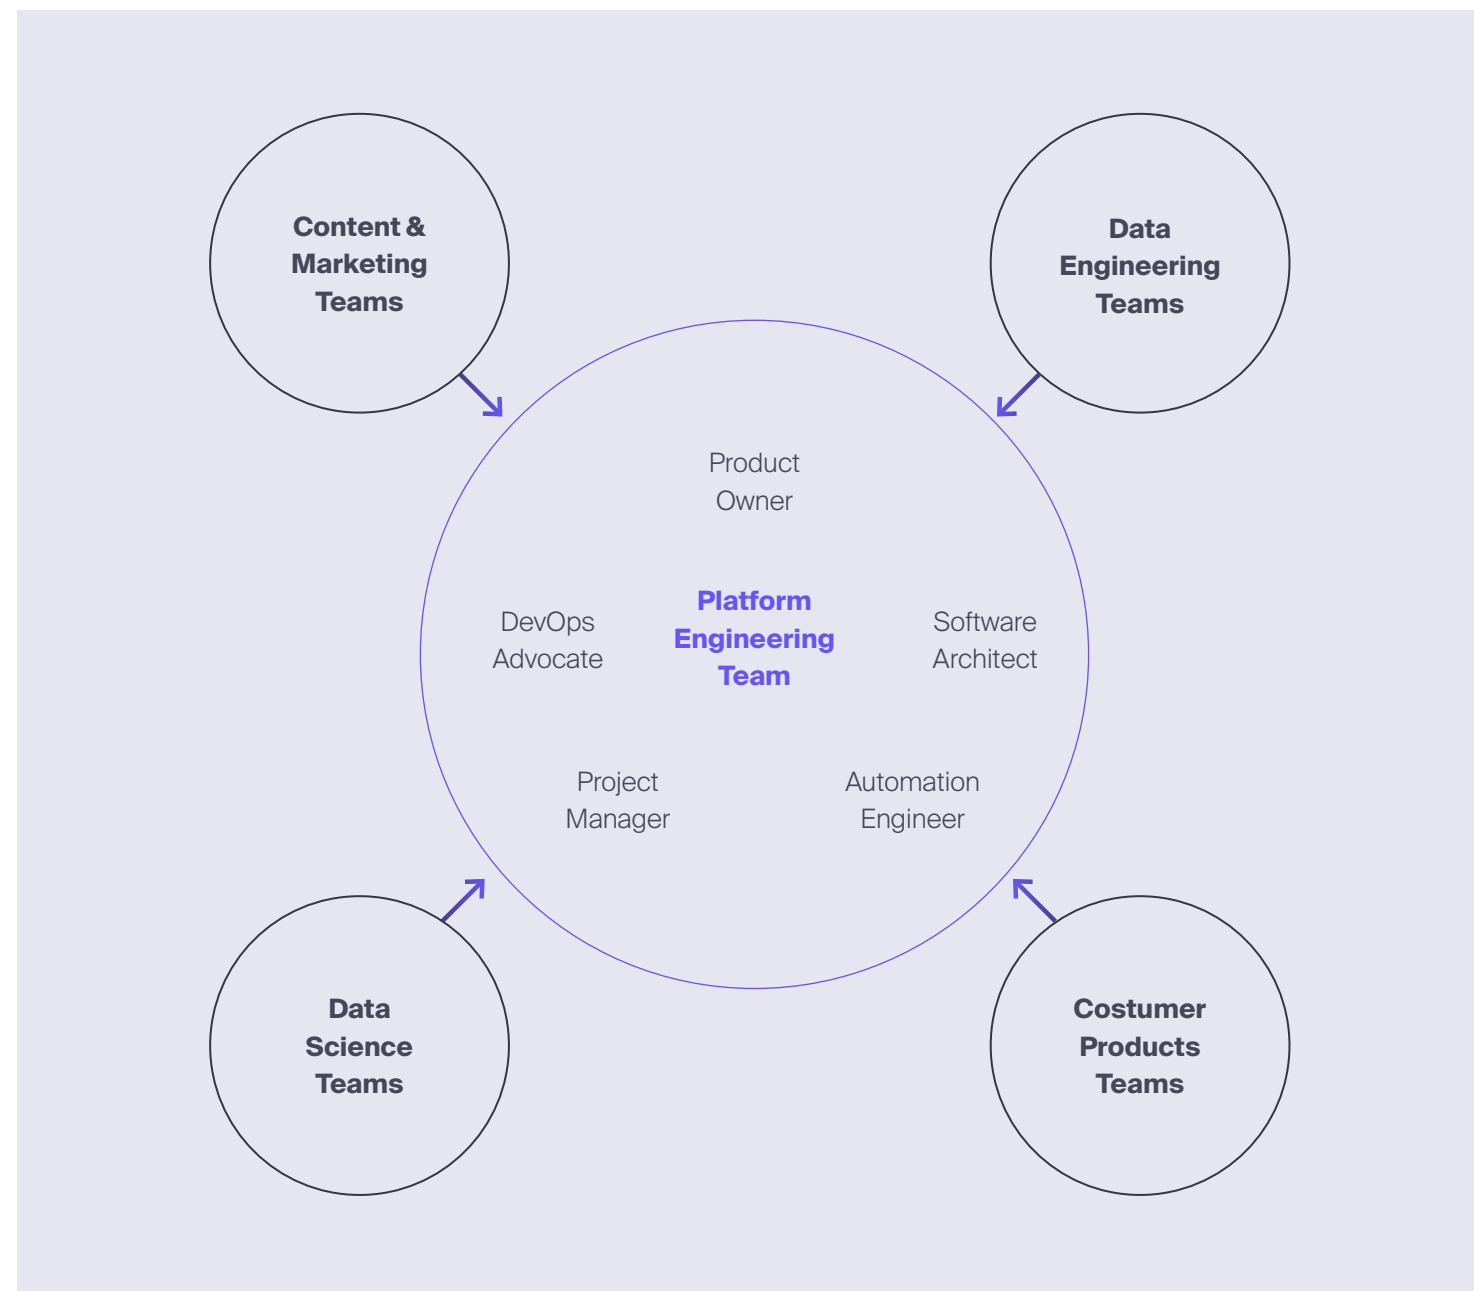 Content &
Marketing
Teams
Data
Engineering
Teams
Product
Owner
DevOps
Advocate
Platform
Engineering
Team
Software
Architect
Project
Manager
Automation
Engineer
Data
Science
Teams
Costumer
Products
Teams